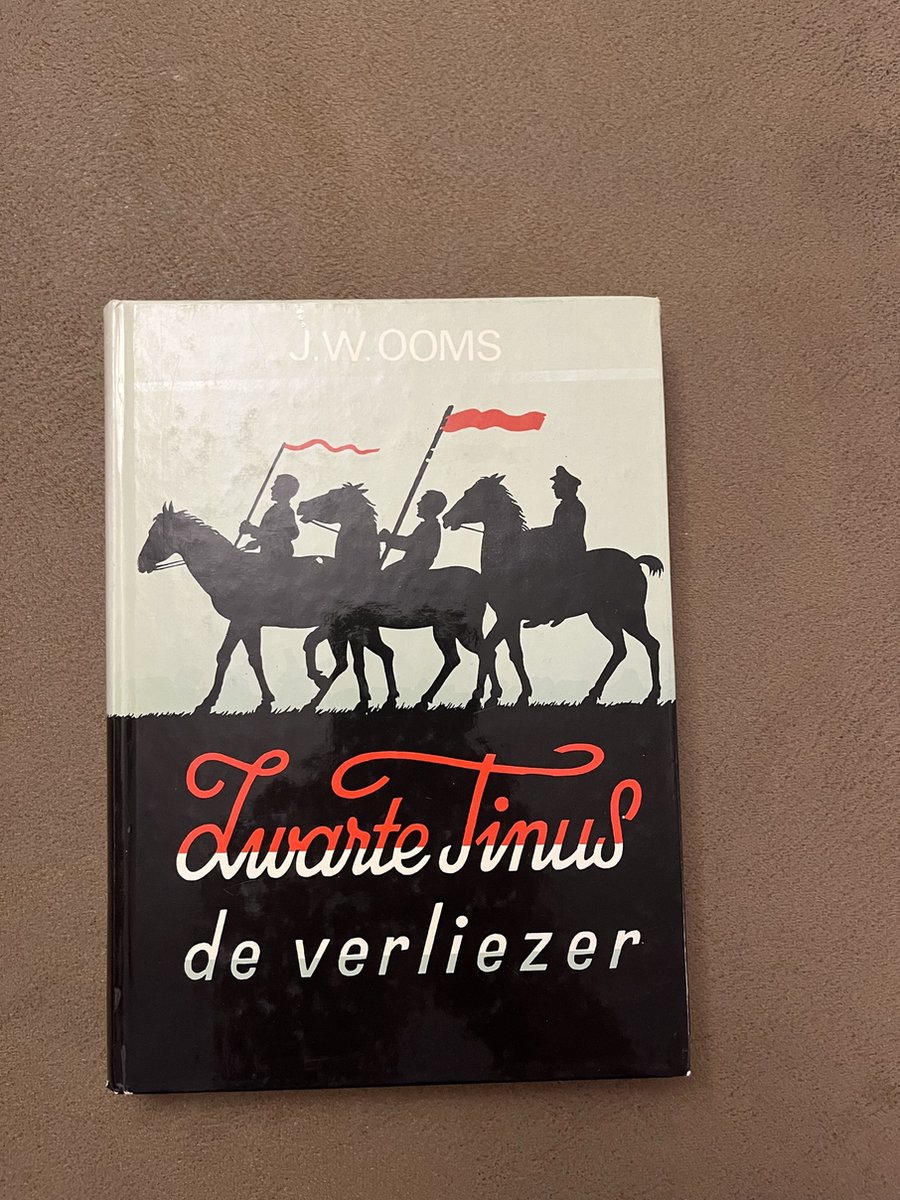 J.W. OOMS
Zwarte Tinus
de verliezer